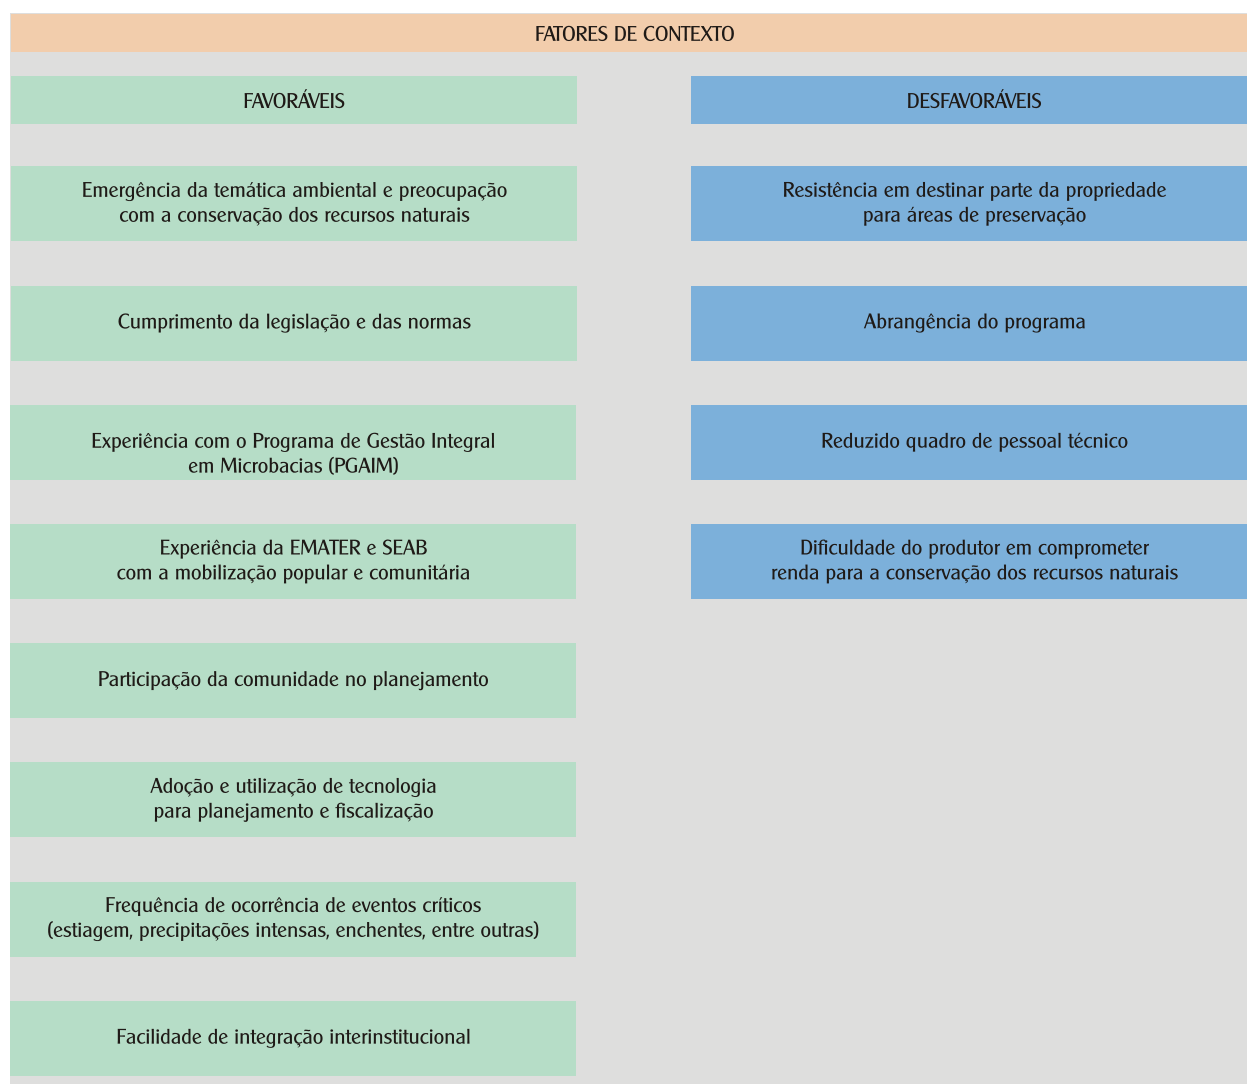 FATORES DE CONTEXTO
FAVORÁVEIS
Emergência da temática ambiental e preocupação
com a conservação dos recursos naturais
Cumprimento da legislação e das normas
Experiência com o Programa de Gestão Integral
em Microbacias (PGAIM)
Experiência da EMATER e SEAB
com a mobilização popular e comunitária
Participação da comunidade no planejamento
Adoção e utilização de tecnologia
para planejamento e fiscalização
Frequência de ocorrência de eventos críticos
(estiagem, precipitações intensas, enchentes, entre outras)
Facilidade de integração interinstitucional
DESFAVORÁVEIS
Resistência em destinar parte da propriedade
para áreas de preservação
Abrangência do programa
Reduzido quadro de pessoal técnico
Dificuldade do produtor em comprometer
renda para a conservação dos recursos naturais